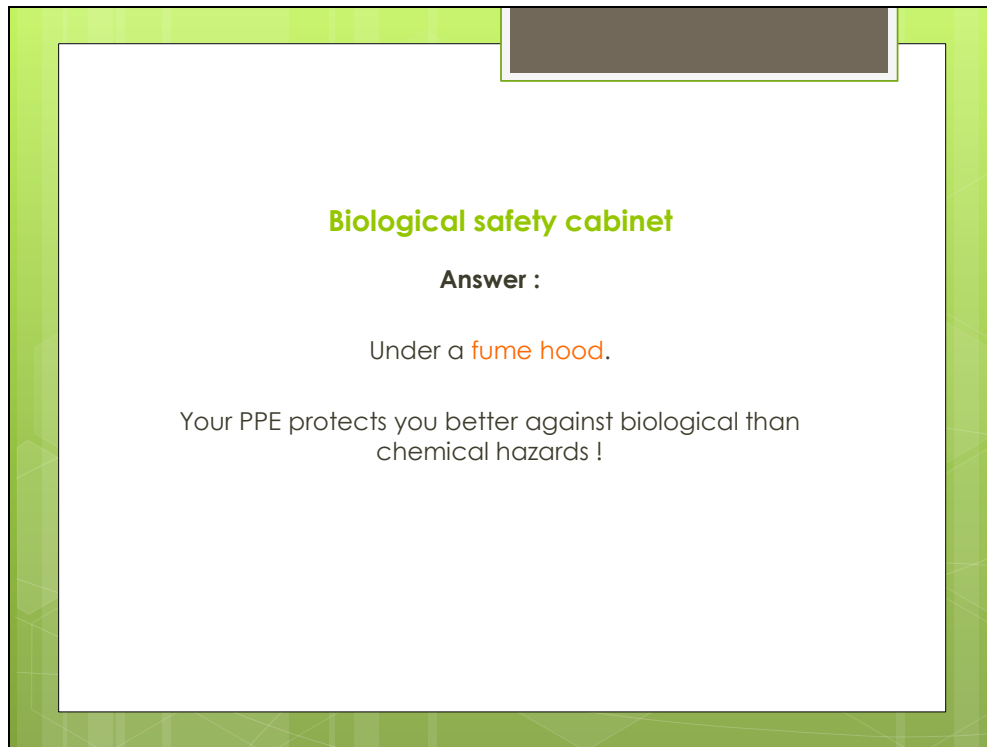 Biological safety cabinet
Answer :
Under a fume hood.
Your PPE protects you better against biological than
chemical hazards !